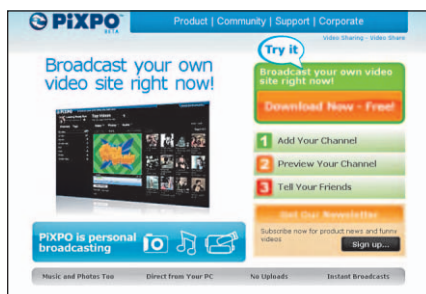 PiXPO
BETA
Product | Community | Support | Corporate
Video Sharing - Video Share
Try it
Broadcast your own
video site right now!
Broadcast your own video
site right now!
Download Now - Free!
1 Add Your Channel
2 Preview Your Channel
3 Tell Your Friends
Get Our Newsletter
Subscribe now for product news and funny
videos
Sign up...
PiXPO is personal
broadcasting
Music and Photos Too
Direct from Your PC
No Uploads
Instant Broadcasts